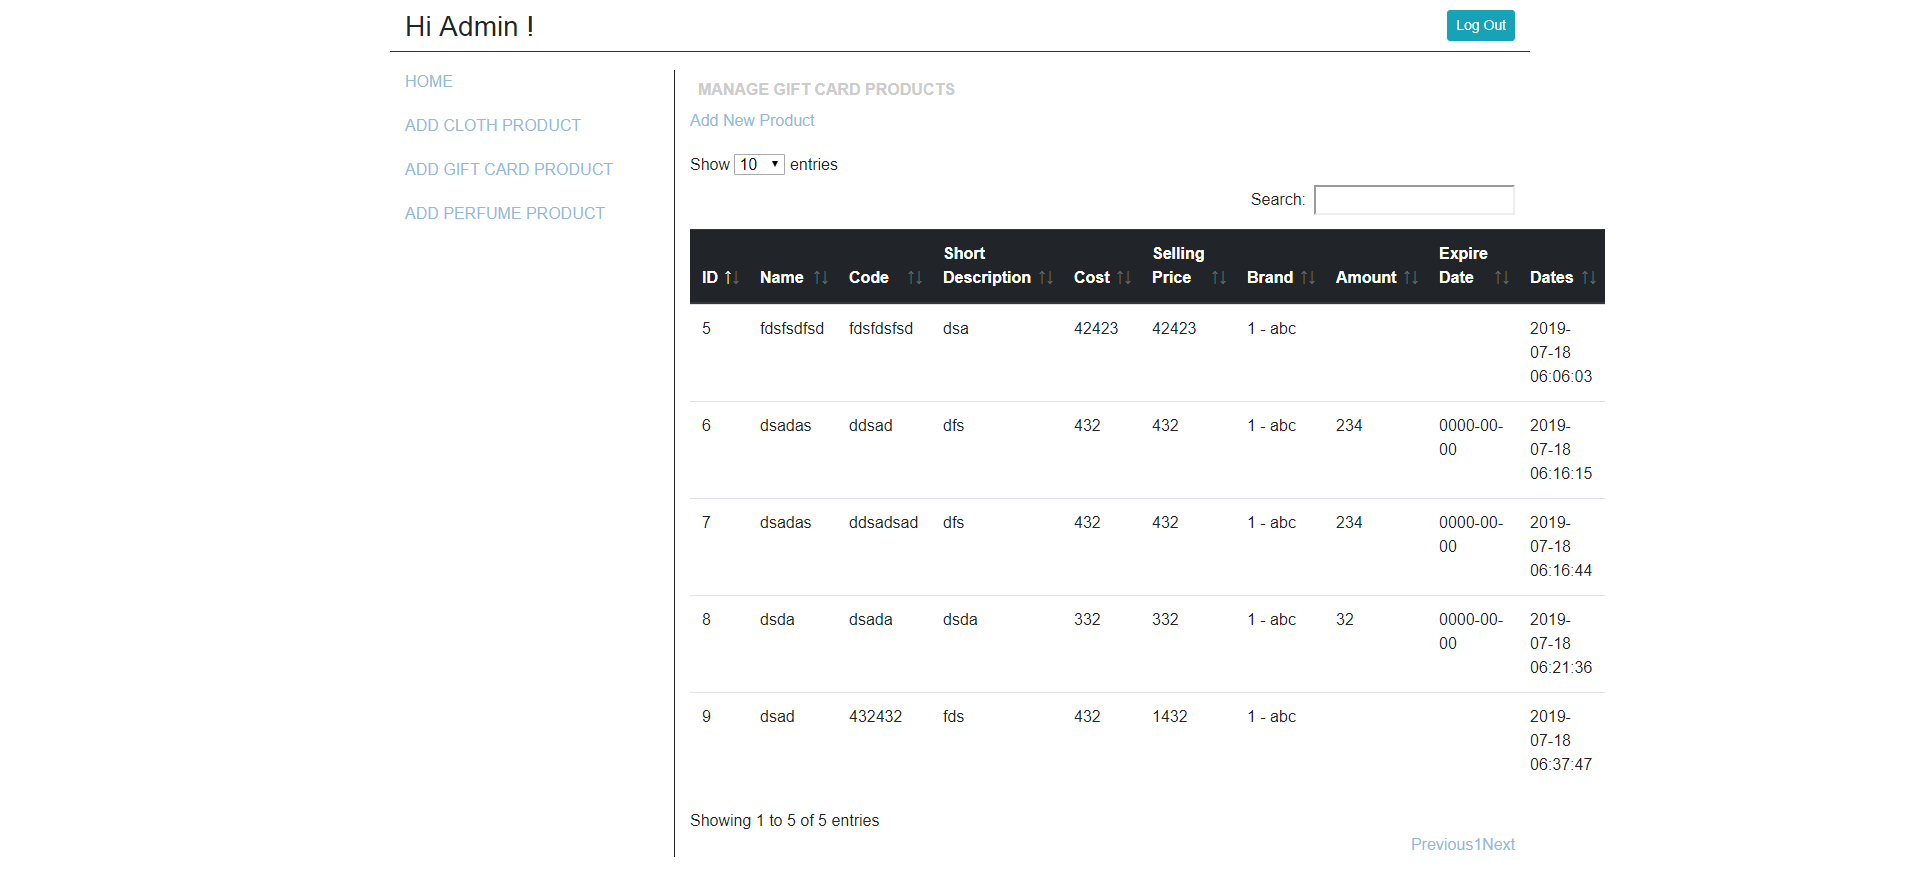 Hi Admin !
Log Out
HOME
ADD CLOTH PRODUCT
ADD GIFT CARD PRODUCT
ADD PERFUME PRODUCT
MANAGE GIFT CARD PRODUCTS
Add New Product
Show 10 entries
Search:
ID Name Code Short Description Cost Selling Price Brand Amount Expire Date Dates
5 fdsfsdfsd fdsfdsfsd dsa 42423 42423 1 - abc 2019-
07-18
06:06:03
6 dsadas ddsad dfs 432 432 1 - abc 234 0000-00- 2019-
00 07-18
06:16:15
7 dsadas ddsadsad dfs 432 432 1 - abc 234 0000-00- 2019-
00 07-18
06:16:44
8 dsda dsada dsda 332 332 1 - abc 32 0000-00- 2019-
00 07-18
06:21:36
9 dsad 432432 fds 432 1432 1 - abc 2019-
07-18
06:37:47
Showing 1 to 5 of 5 entries
Previous1Next